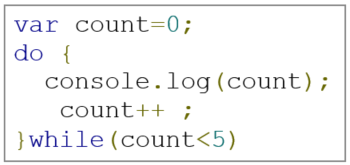 var count=0;
do {
  console.log(count);
   count++ ;
}while(count<5)